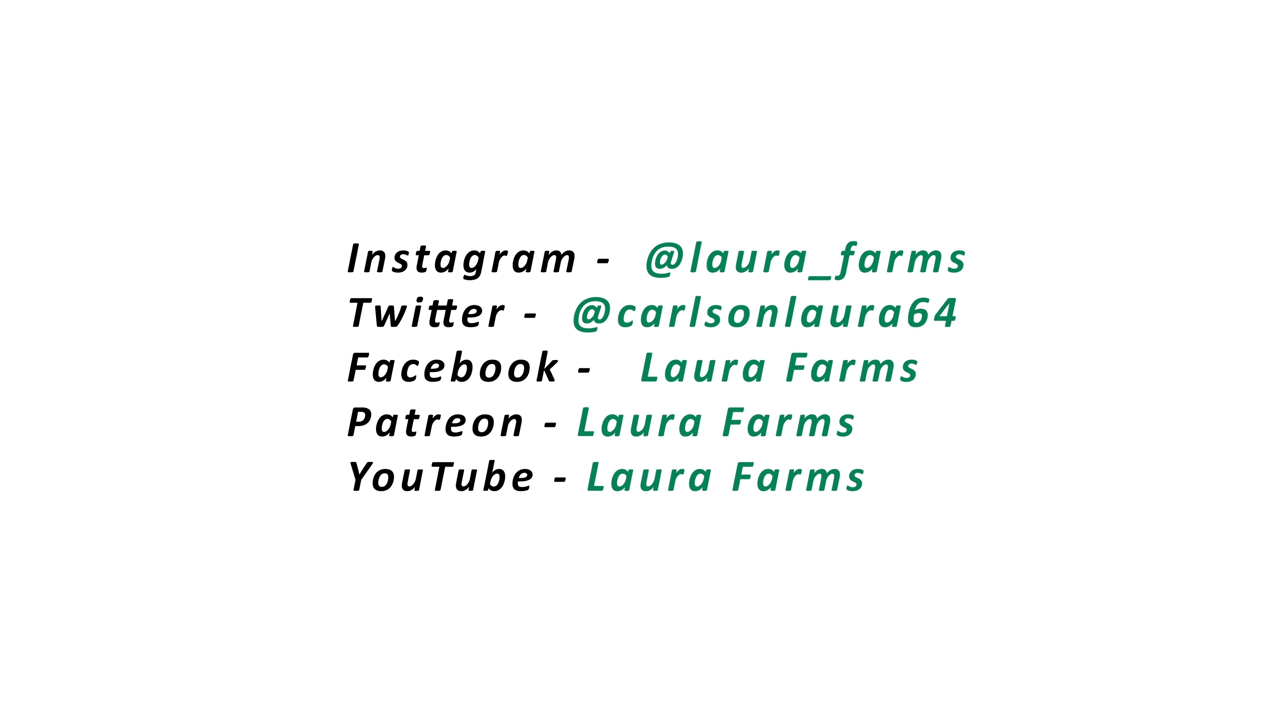 Instagram - @laura_farms
Twitter - @carlsonlaura64
Facebook - Laura Farms
Patreon - Laura Farms
YouTube - Laura Farms